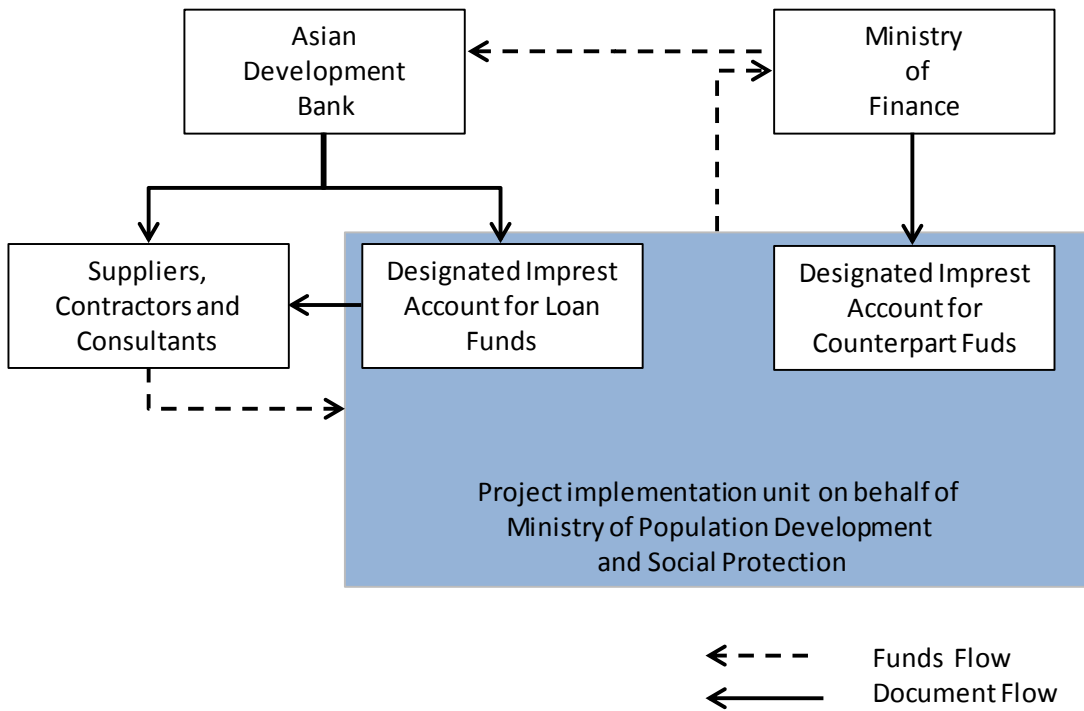 Asian
Development
Bank
Ministry
of
Finance
Suppliers,
Contractors and
Consultants
Designated Imprest
Account for Loan
Funds
Designated Imprest
Account for
Counterpart Fuds
Project implementation unit on behalf of
Ministry of Population Development
and Social Protection
Funds Flow
Document Flow